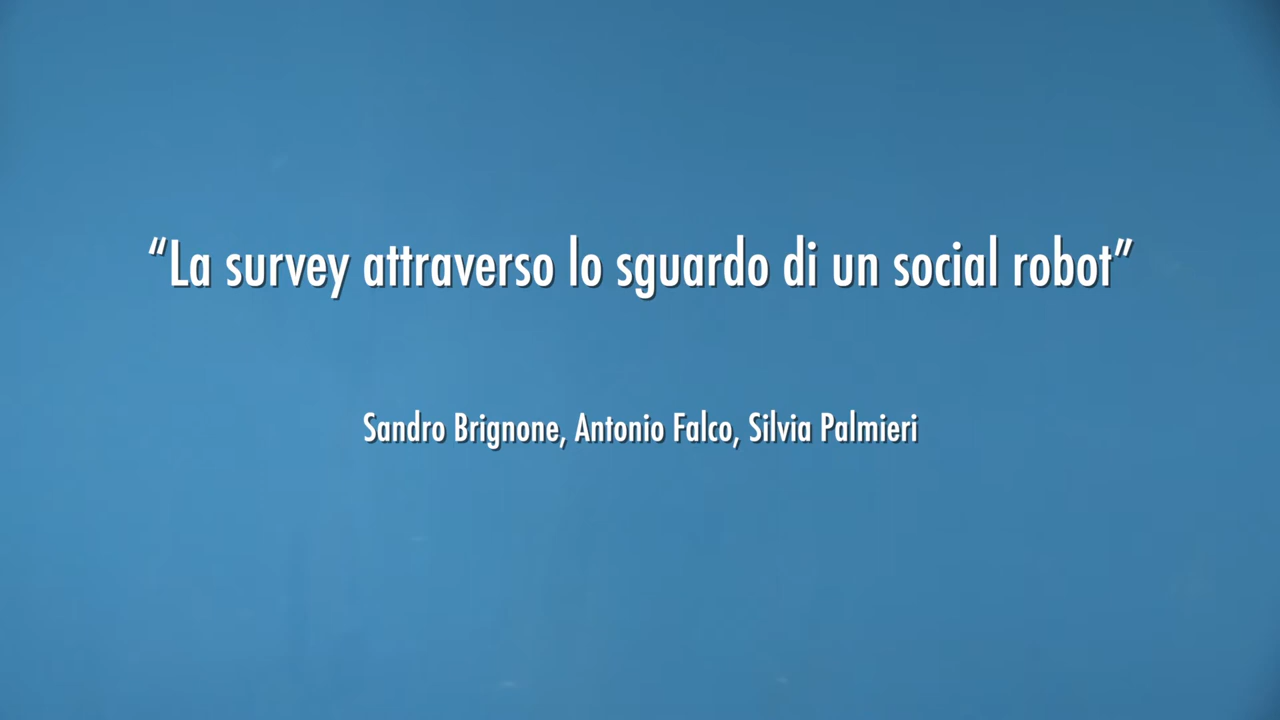 “La survey attraverso lo sguardo di un social robot”
Sandro Brignone, Antonio Falco, Silvia Palmieri